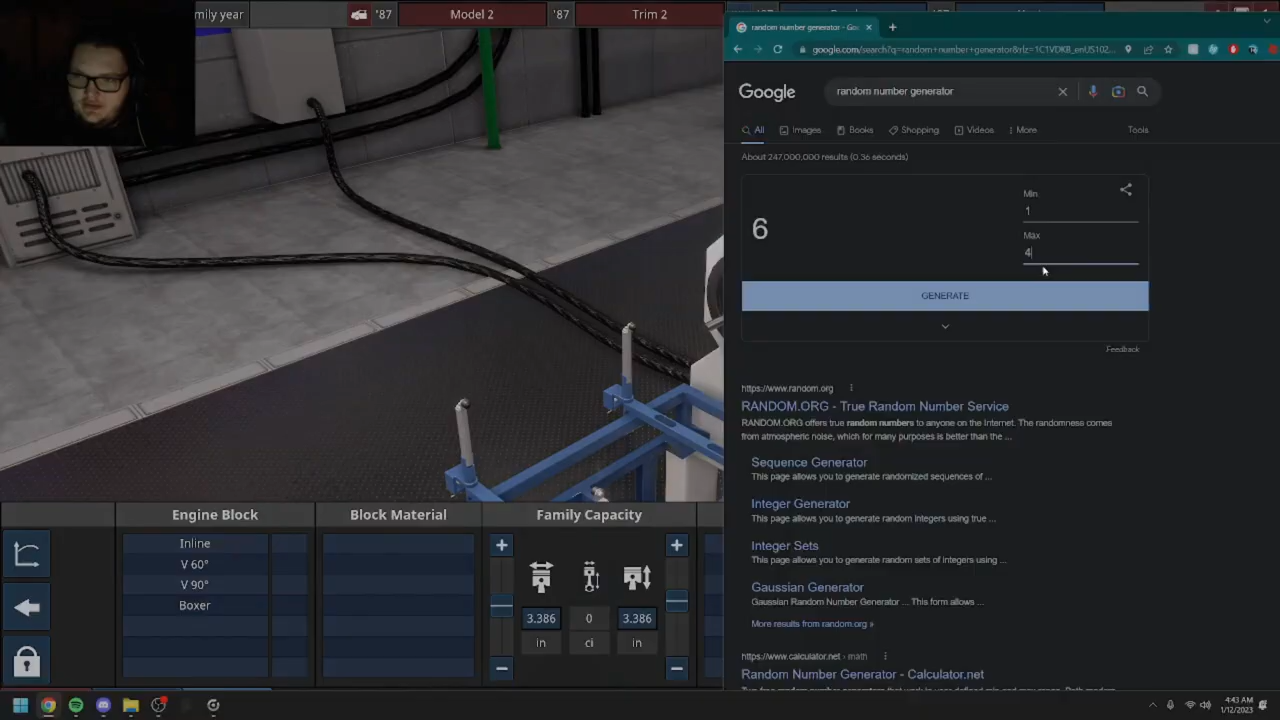 mily year
'87
Model 2
'87
Trim 2
random number generator - Goo
google.com/search?q=random+number+generator&rlz=1C1VDKB_enUS102...
Google
random number generator
All
Images
Books
Shopping
Videos
More
Tools
About 247,000,000 results (0.36 seconds)
6
Min
1
Max
4
GENERATE
Feedback
https://www.random.org
RANDOM.ORG - True Random Number Service
RANDOM.ORG offers true random numbers to anyone on the Internet. The randomness comes
from atmospheric noise, which for many purposes is better than the ...
Sequence Generator
This page allows you to generate randomized sequences of ...
Integer Generator
This page allows you to generate random integers using true ...
Integer Sets
This page allows you to generate random sets of integers using ...
Gaussian Generator
Gaussian Random Number Generator ... This form allows ...
More results from random.org »
https://www.calculator.net › math
Random Number Generator - Calculator.net
Engine Block
Block Material
Family Capacity
Inline
V 60°
V 90°
Boxer
3.386
0
3.386
in
ci
in
4:43 AM
1/12/2023